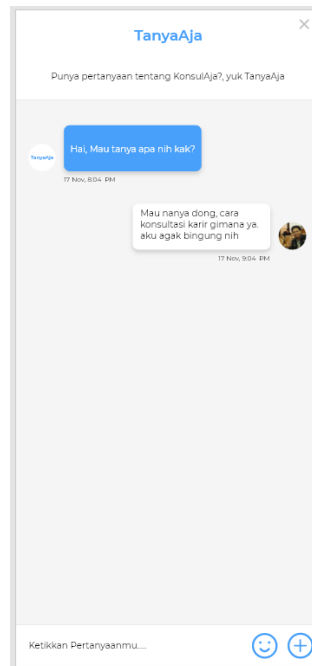 TanyaAja
Punya pertanyaan tentang KonsulAja?, yuk TanyaAja
Hai, Mau tanya apa nih kak?
TanyaAja
17 Nov, 8:04 PM
Mau nanya dong, cara
konsultasi karir gimana ya.
aku agak bingung nih
17 Nov, 9:04 PM
Ketikkan Pertanyaanmu.....